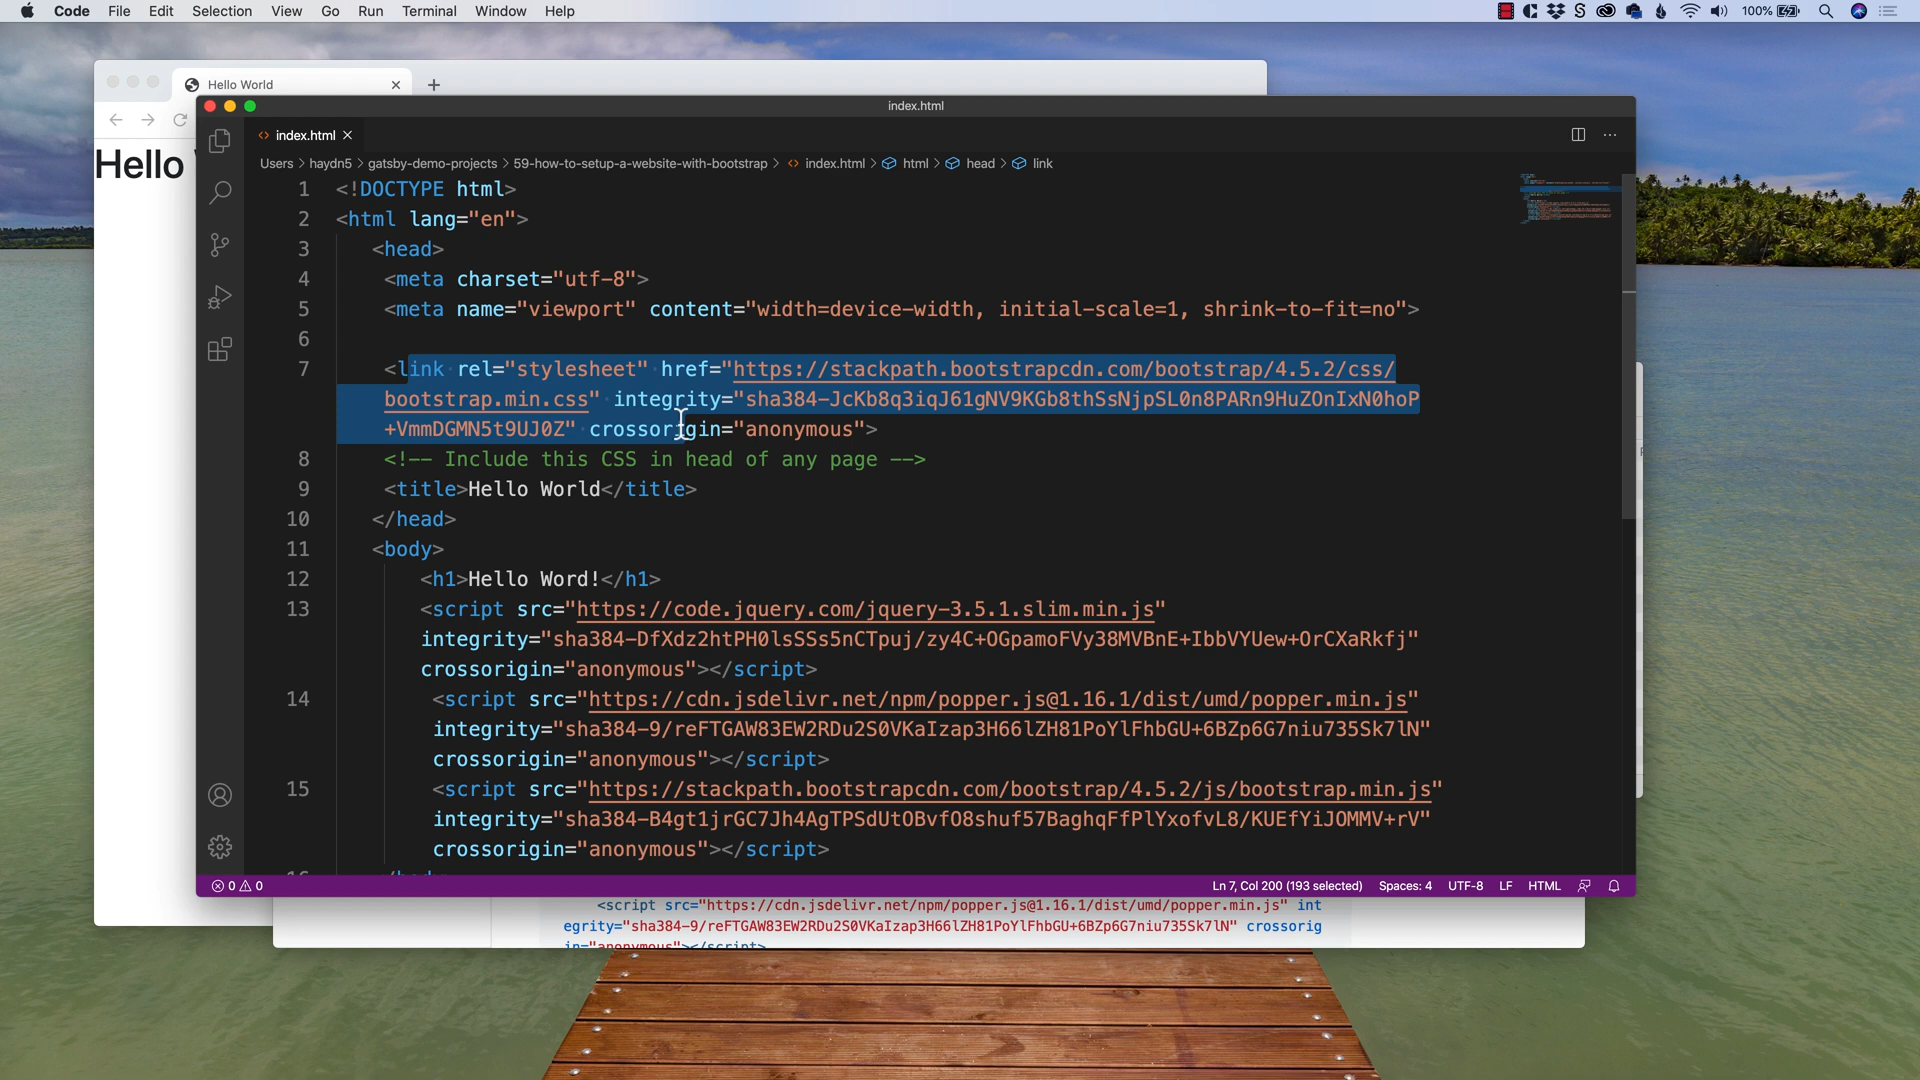 Code File Edit Selection View Go Run Terminal Window Help 100%
Hello World
index.html
index.html
Users > haydn5 > gatsby-demo-projects > 59-how-to-setup-a-website-with-bootstrap > index.html > html > head > link
Hello
1 <!DOCTYPE html>
2 <html lang="en">
3 <head>
4 <meta charset="utf-8">
5 <meta name="viewport" content="width=device-width, initial-scale=1, shrink-to-fit=no">
6
7 <link rel="stylesheet" href="https://stackpath.bootstrapcdn.com/bootstrap/4.5.2/css/
bootstrap.min.css" integrity="sha384-JcKb8q3iqJ61gNV9KGb8thSsNjpSL0n8PARn9HuZOnIxN0hoP
+VmmDGMN5t9UJ0Z" crossorigin="anonymous">
8 <!-- Include this CSS in head of any page -->
9 <title>Hello World</title>
10 </head>
11 <body>
12 <h1>Hello Word!</h1>
13 <script src="https://code.jquery.com/jquery-3.5.1.slim.min.js"
integrity="sha384-DfXdz2htPH0lsSSs5nCTpuj/zy4C+OGpamoFVy38MVBnE+IbbVYUew+OrCXaRkfj"
crossorigin="anonymous"></script>
14 <script src="https://cdn.jsdelivr.net/npm/popper.js@1.16.1/dist/umd/popper.min.js"
integrity="sha384-9/reFTGAW83EW2RDu2S0VKaIzap3H66lZH81PoYlFhbGU+6BZp6G7niu735Sk7lN"
crossorigin="anonymous"></script>
15 <script src="https://stackpath.bootstrapcdn.com/bootstrap/4.5.2/js/bootstrap.min.js"
integrity="sha384-B4gt1jrGC7Jh4AgTPSdUtOBvfO8shuf57BaghqFfPlYxofvL8/KUEfYiJOMMV+rV"
crossorigin="anonymous"></script>
0 0 Ln 7, Col 200 (193 selected) Spaces: 4 UTF-8 LF HTML
<script src="https://cdn.jsdelivr.net/npm/popper.js@1.16.1/dist/umd/popper.min.js" int
egrity="sha384-9/reFTGAW83EW2RDu2S0VKaIzap3H66lZH81PoYlFhbGU+6BZp6G7niu735Sk7lN" crossorig
in="anonymous"></script>